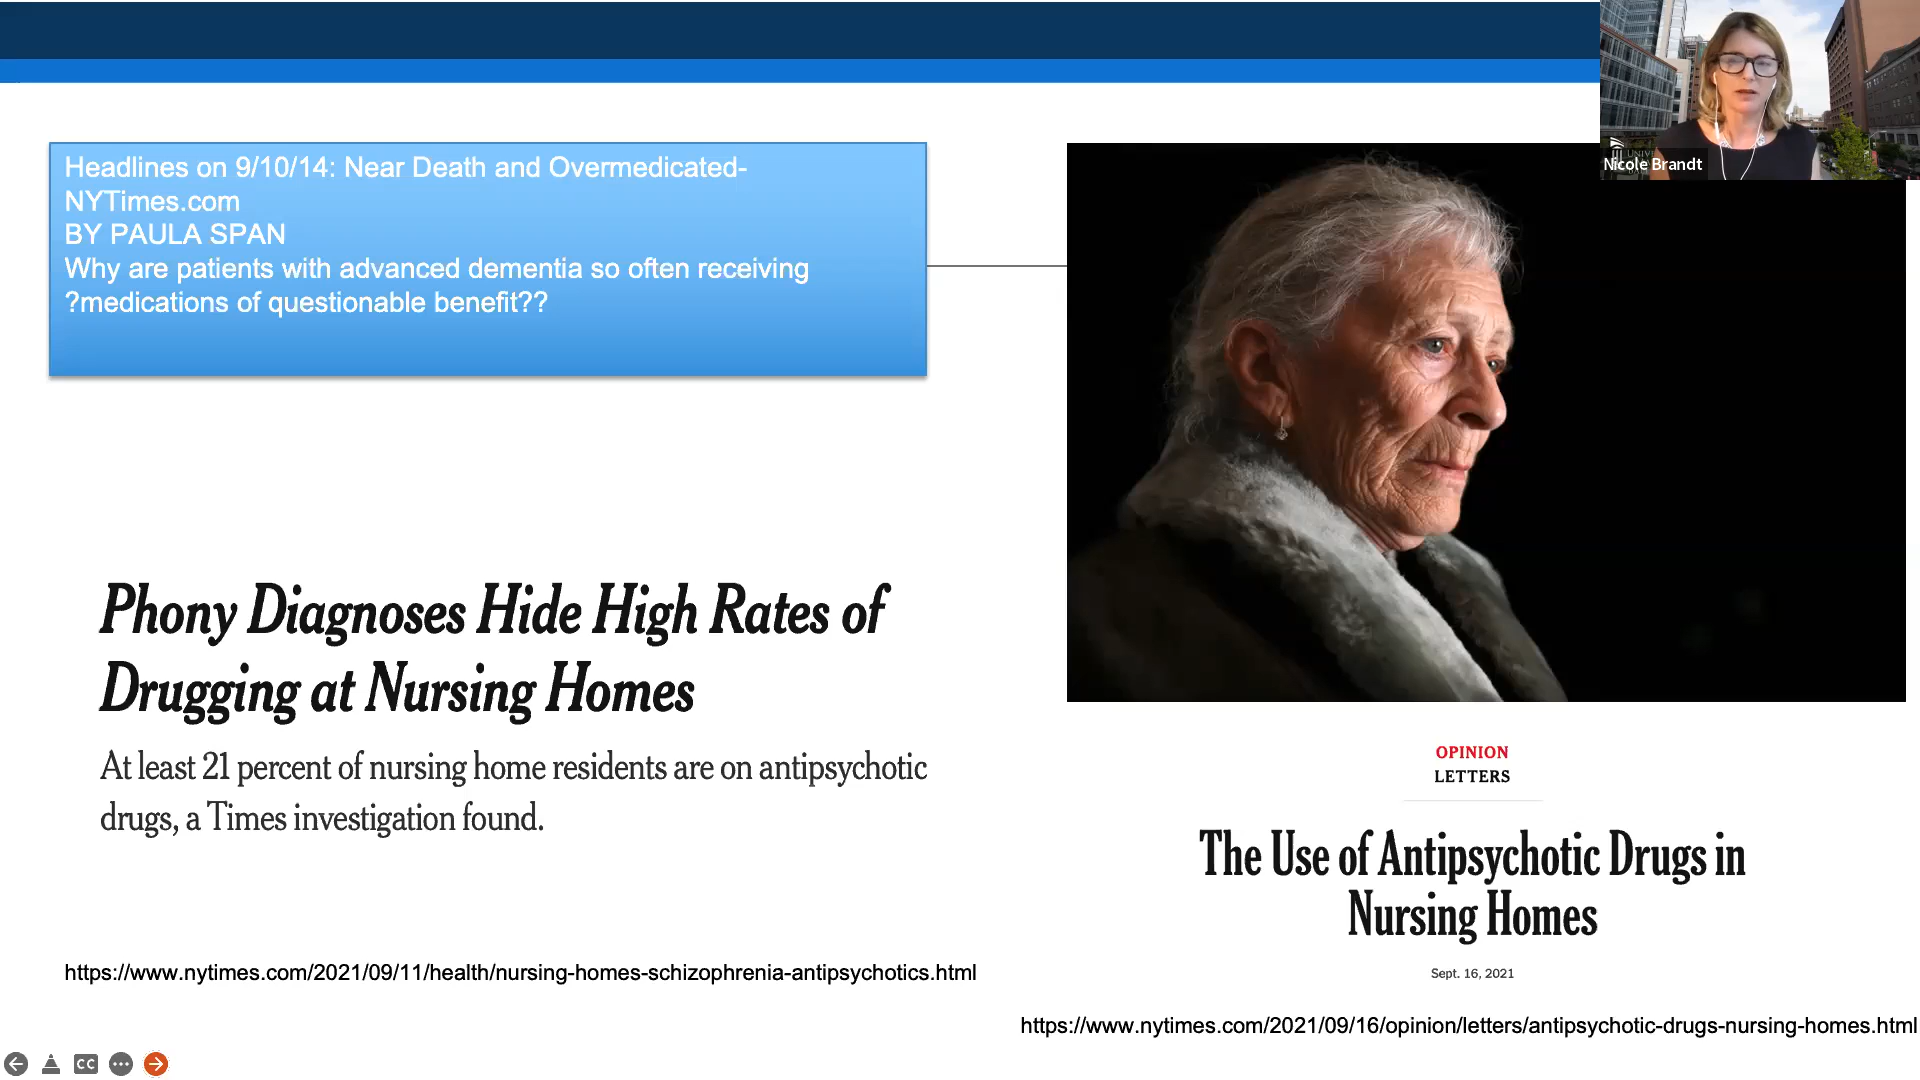 Headlines on 9/10/14: Near Death and Overmedicated-
NYTimes.com
BY PAULA SPAN
Why are patients with advanced dementia so often receiving
?medications of questionable benefit??
Nicole Brandt
Phony Diagnoses Hide High Rates of
Drugging at Nursing Homes
At least 21 percent of nursing home residents are on antipsychotic
drugs, a Times investigation found.
https://www.nytimes.com/2021/09/11/health/nursing-homes-schizophrenia-antipsychotics.html
OPINION
LETTERS
The Use of Antipsychotic Drugs in
Nursing Homes
Sept. 16, 2021
https://www.nytimes.com/2021/09/16/opinion/letters/antipsychotic-drugs-nursing-homes.html
CC